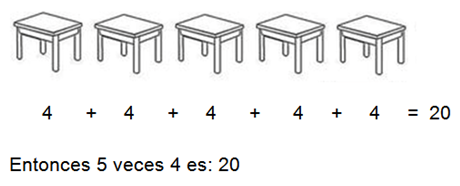 4 + 4 + 4 + 4 + 4 = 20
Entonces 5 veces 4 es: 20